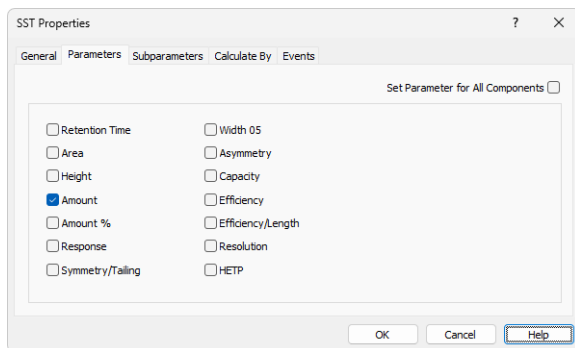 SST Properties ?
General Parameters Subparameters Calculate By Events
Set Parameter for All Components
Retention Time Width 05
Area Asymmetry
Height Capacity
Amount Efficiency
Amount % Efficiency/Length
Response Resolution
Symmetry/Tailing HETP
OK Cancel Help